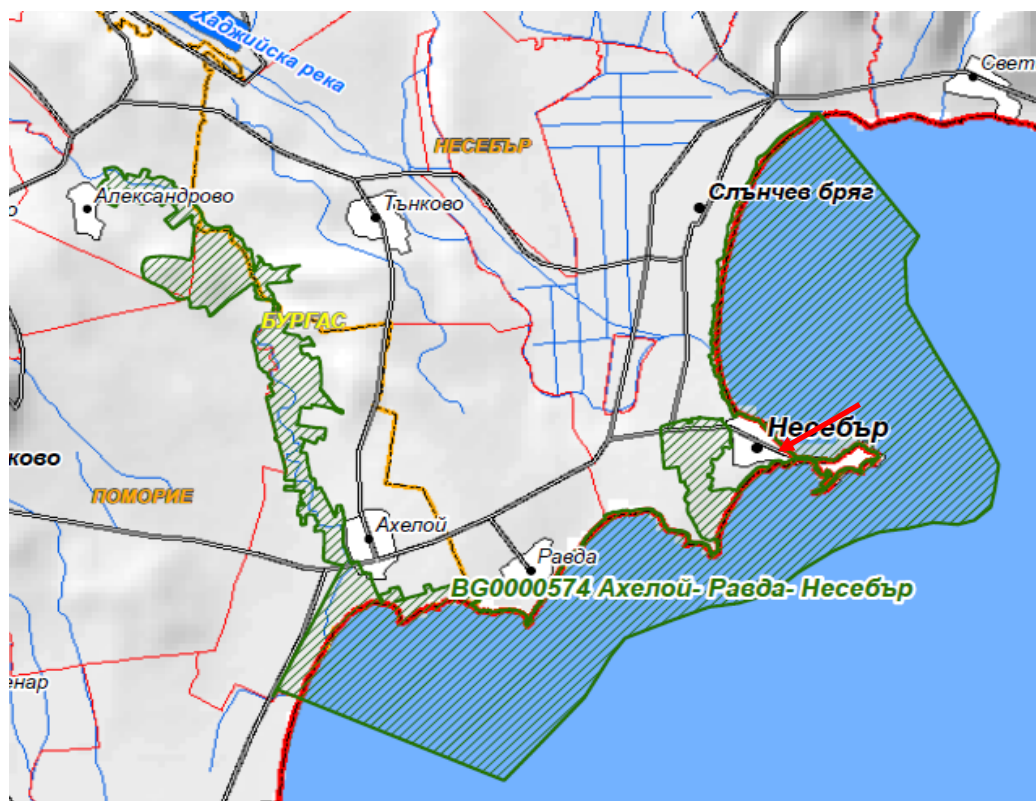 Хаджийска река
Свет
НЕСЕБЪР
Александрово
о
Тънково
Слънчев бряг
БУРГАС
Несебър
ково
ПОМОРИЕ
Ахелой
Равда
BG0000574 Ахелой- Равда- Несебър
енар